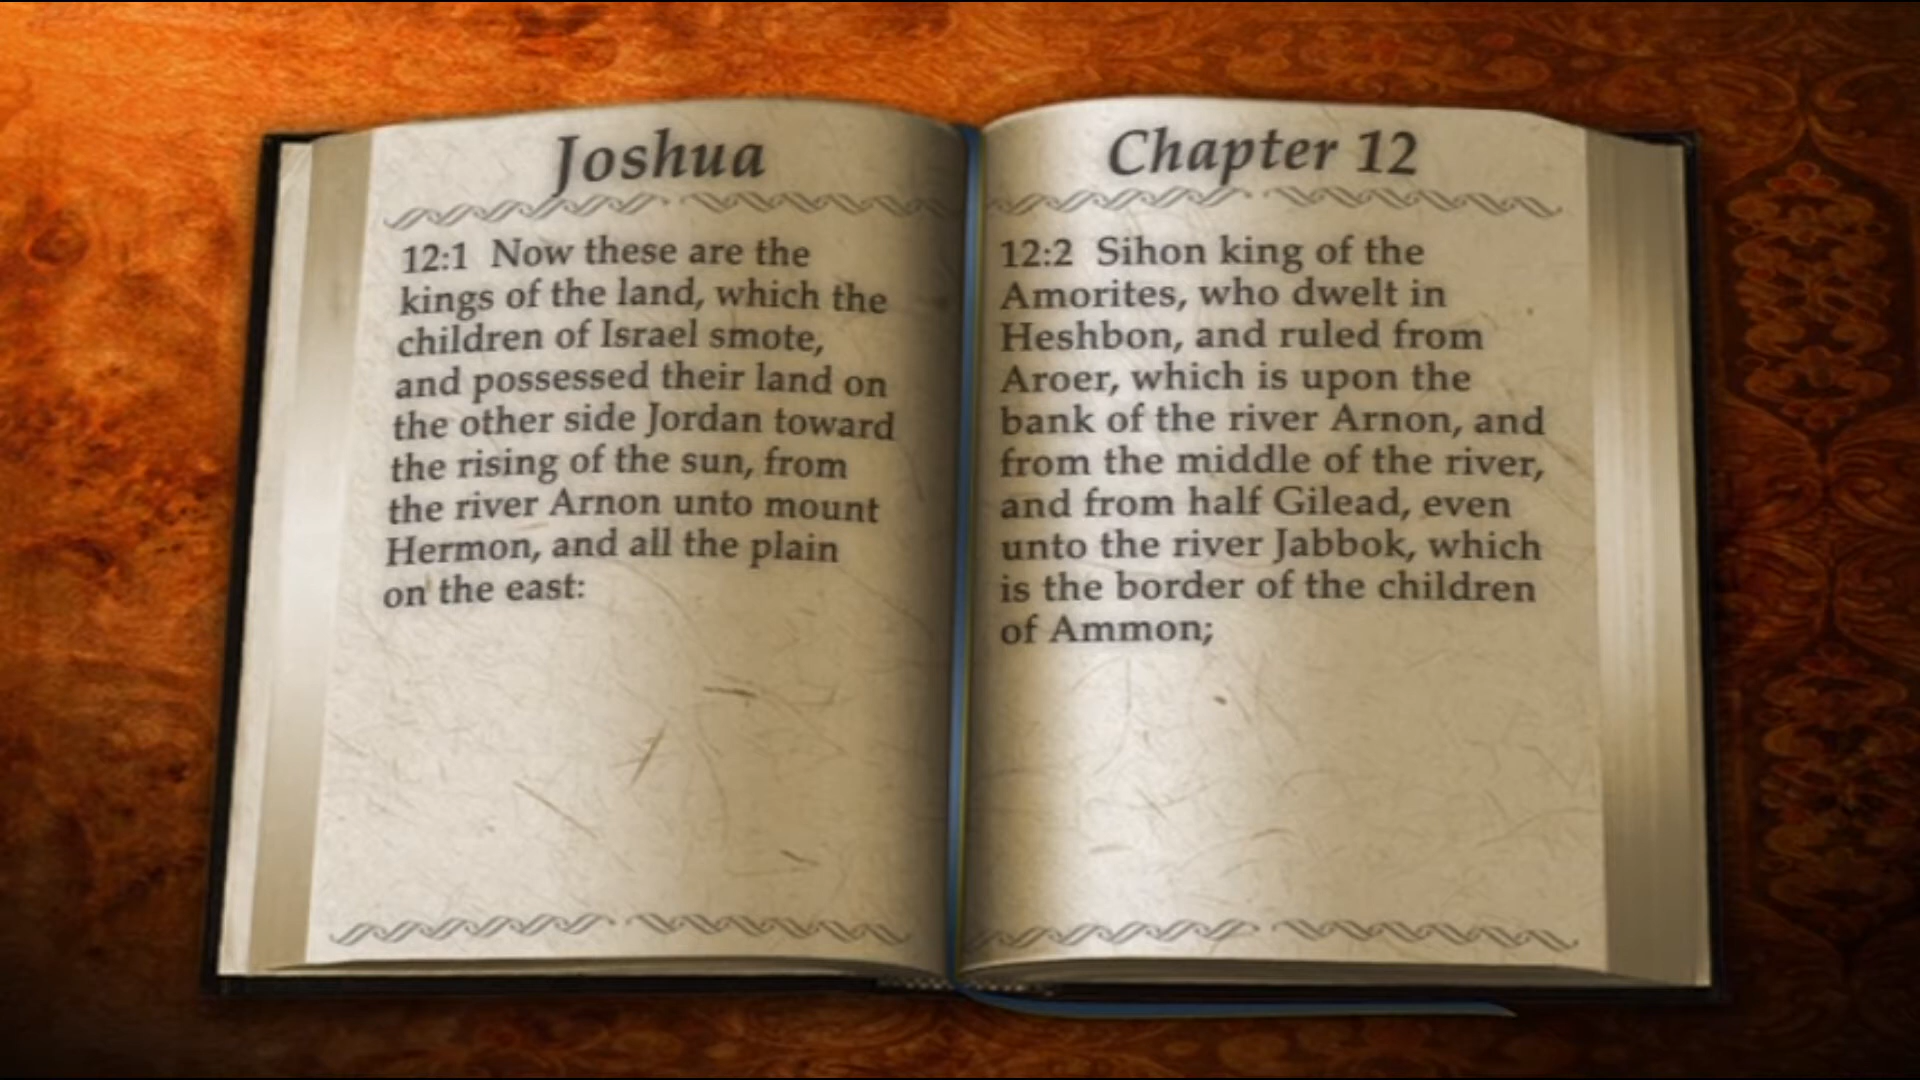 Joshua
12:1 Now these are the
kings of the land, which the
children of Israel smote,
and possessed their land on
the other side Jordan toward
the rising of the sun, from
the river Arnon unto mount
Hermon, and all the plain
on the east:
Chapter 12
12:2 Sihon king of the
Amorites, who dwelt in
Heshbon, and ruled from
Aroer, which is upon the
bank of the river Arnon, and
from the middle of the river,
and from half Gilead, even
unto the river Jabbok, which
is the border of the children
of Ammon;